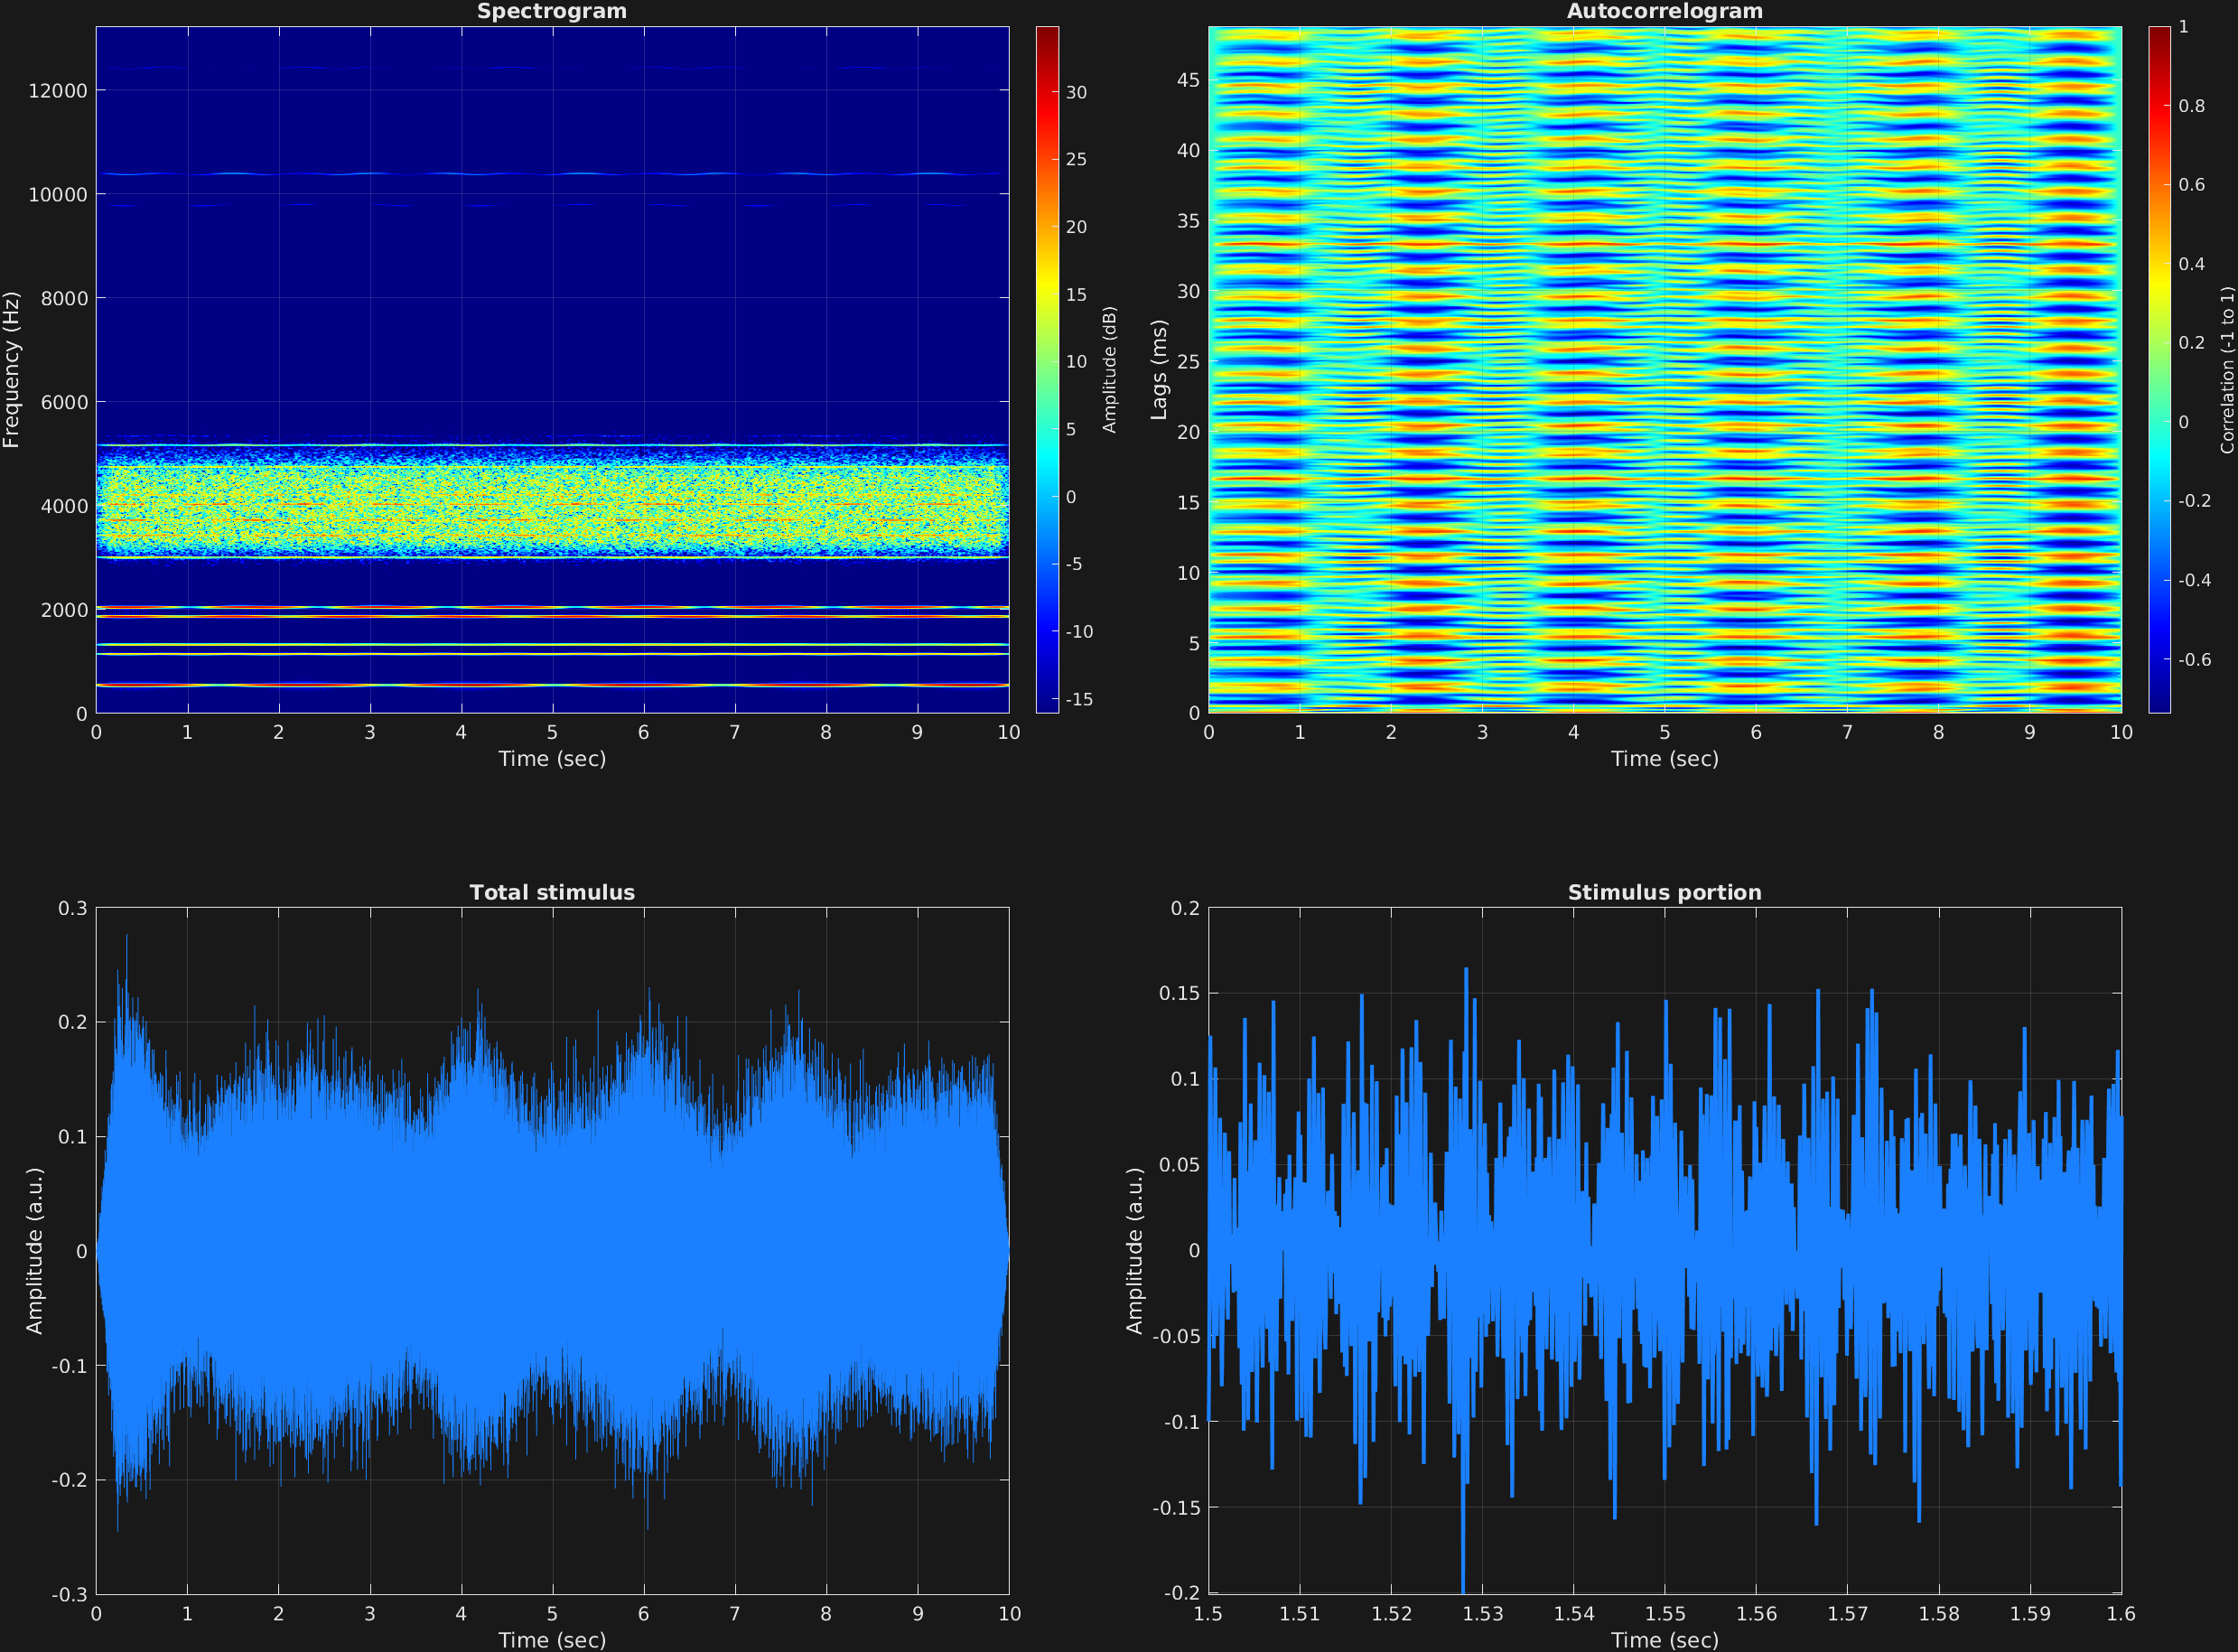 Spectrogram
Frequency (Hz)
12000
10000
8000
6000
4000
2000
0
0 1 2 3 4 5 6 7 8 9 10
Time (sec)
30
25
20
15
10
5
0
-5
-10
-15
Amplitude (dB)
Autocorrelogram
Lags (ms)
45
40
35
30
25
20
15
10
5
0
0 1 2 3 4 5 6 7 8 9 10
Time (sec)
1
0.8
0.6
0.4
0.2
0
-0.2
-0.4
-0.6
Correlation (-1 to 1)
Total stimulus
Amplitude (a.u.)
0.3
0.2
0.1
0
-0.1
-0.2
-0.3
0 1 2 3 4 5 6 7 8 9 10
Time (sec)
Stimulus portion
Amplitude (a.u.)
0.2
0.15
0.1
0.05
0
-0.05
-0.1
-0.15
-0.2
1.5 1.51 1.52 1.53 1.54 1.55 1.56 1.57 1.58 1.59 1.6
Time (sec)